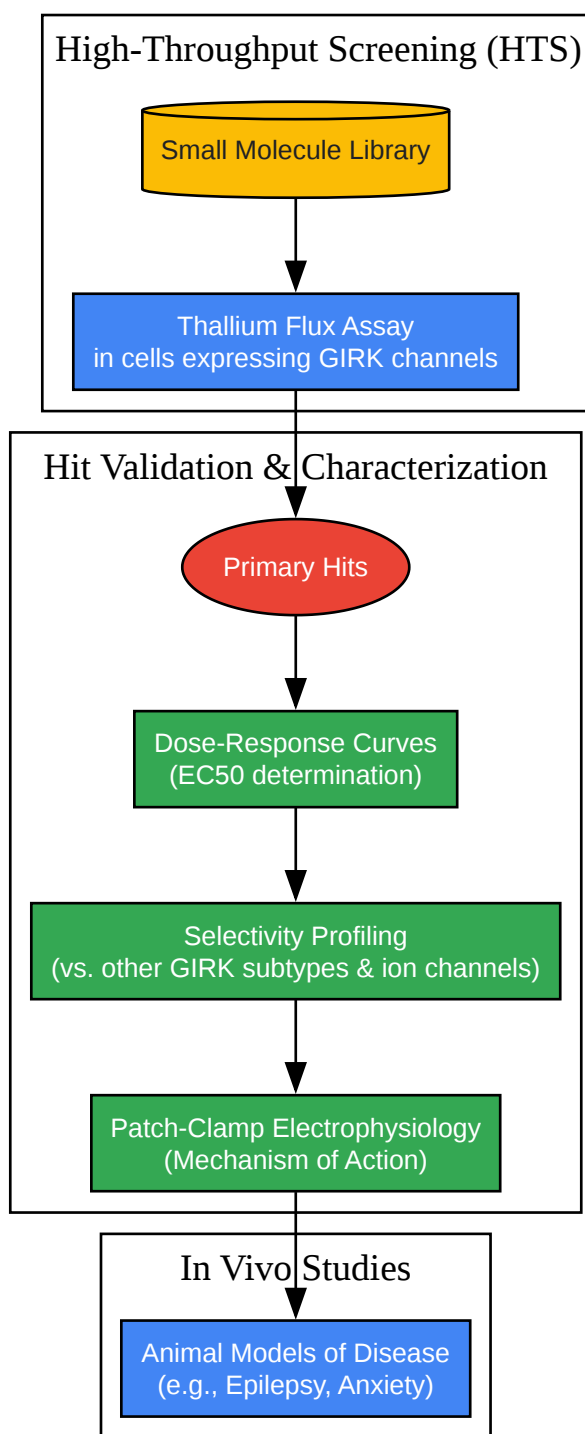 High-Throughput Screening (HTS)
Small Molecule Library
Thallium Flux Assay
in cells expressing GIRK channels
Hit Validation & Characterization
Primary Hits
Dose-Response Curves
(EC50 determination)
Selectivity Profiling
(vs. other GIRK subtypes & ion channels)
Patch-Clamp Electrophysiology
(Mechanism of Action)
In Vivo Studies
Animal Models of Disease
(e.g., Epilepsy, Anxiety)